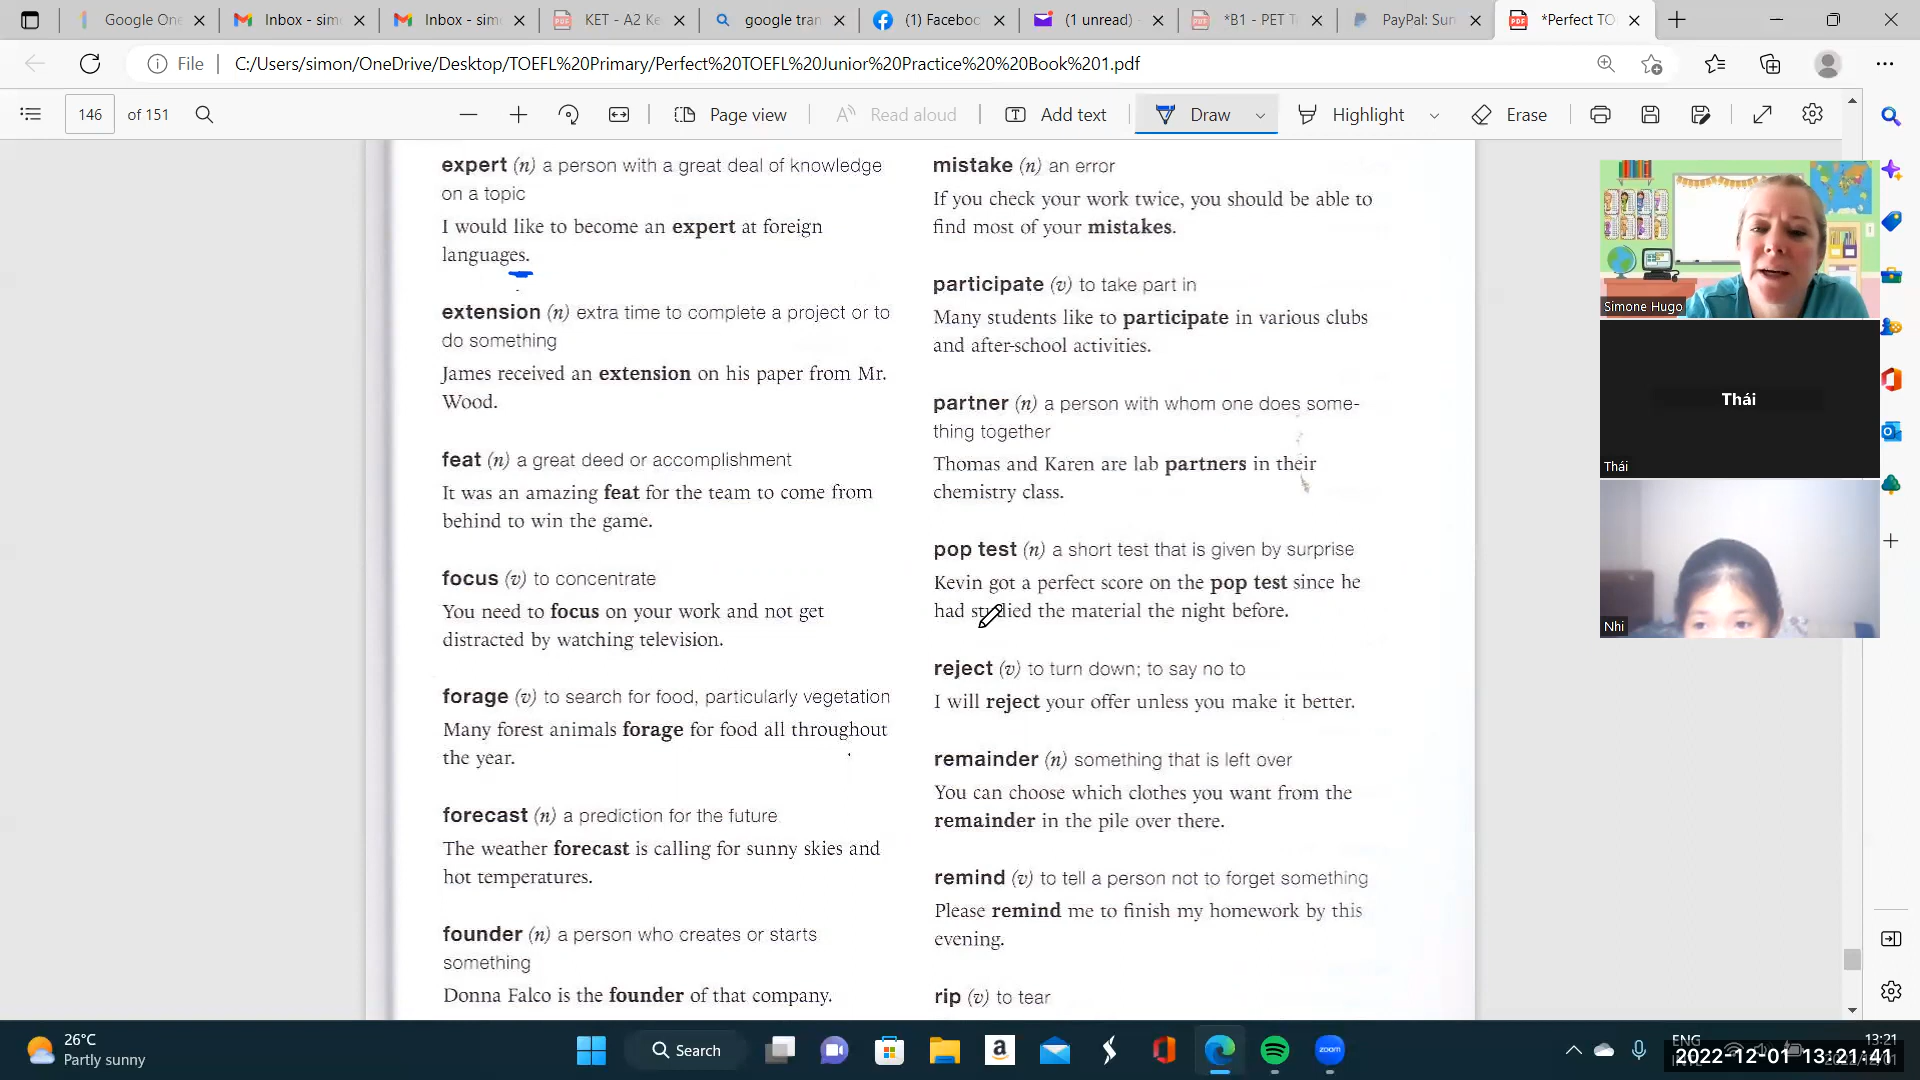 Google One
Inbox - sim
Inbox - sim
KET - A2 Ke
google tran
(1) Faceboo
(1 unread) -
*B1 - PET T
PayPal: Sun
*Perfect TO
File
C:/Users/simon/OneDrive/Desktop/TOEFL%20Primary/Perfect%20TOEFL%20Junior%20Practice%20%20Book%201.pdf
146 of 151
Page view
Read aloud
Add text
Draw
Highlight
Erase
expert (n) a person with a great deal of knowledge
on a topic
I would like to become an expert at foreign
languages.
extension (n) extra time to complete a project or to
do something
James received an extension on his paper from Mr.
Wood.
feat (n) a great deed or accomplishment
It was an amazing feat for the team to come from
behind to win the game.
focus (v) to concentrate
You need to focus on your work and not get
distracted by watching television.
forage (v) to search for food, particularly vegetation
Many forest animals forage for food all throughout
the year.
forecast (n) a prediction for the future
The weather forecast is calling for sunny skies and
hot temperatures.
founder (n) a person who creates or starts
something
Donna Falco is the founder of that company.
mistake (n) an error
If you check your work twice, you should be able to
find most of your mistakes.
participate (v) to take part in
Many students like to participate in various clubs
and after-school activities.
partner (n) a person with whom one does some-
thing together
Thomas and Karen are lab partners in their
chemistry class.
pop test (n) a short test that is given by surprise
Kevin got a perfect score on the pop test since he
had studied the material the night before.
reject (v) to turn down; to say no to
I will reject your offer unless you make it better.
remainder (n) something that is left over
You can choose which clothes you want from the
remainder in the pile over there.
remind (v) to tell a person not to forget something
Please remind me to finish my homework by this
evening.
rip (v) to tear
Simone Hugo
Thái
Thái
Nhi
26°C
Partly sunny
Search
zoom
ENG
13:21
2022-12-01 13:21:41